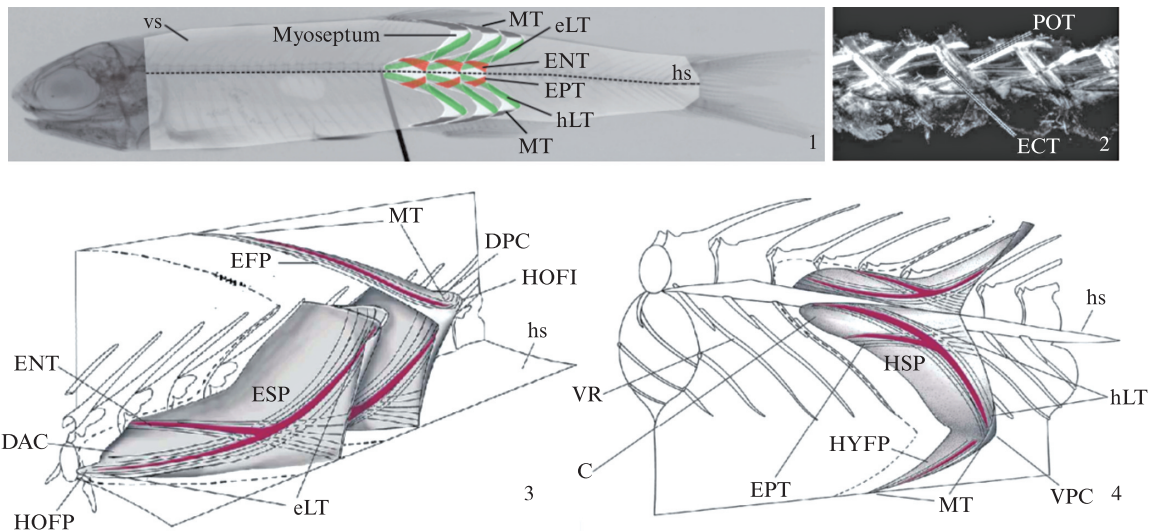 vs
MT
eLT
Myoseptum
ENT
hs
EPT
hLT
MT
1
POT
ECT
2
MT
DPC
EFP
HOFI
hs
ENT
ESP
DAC
eLT
HOFP
3
hs
HSP
VR
hLT
HYFP
C
EPT
MT
VPC
4